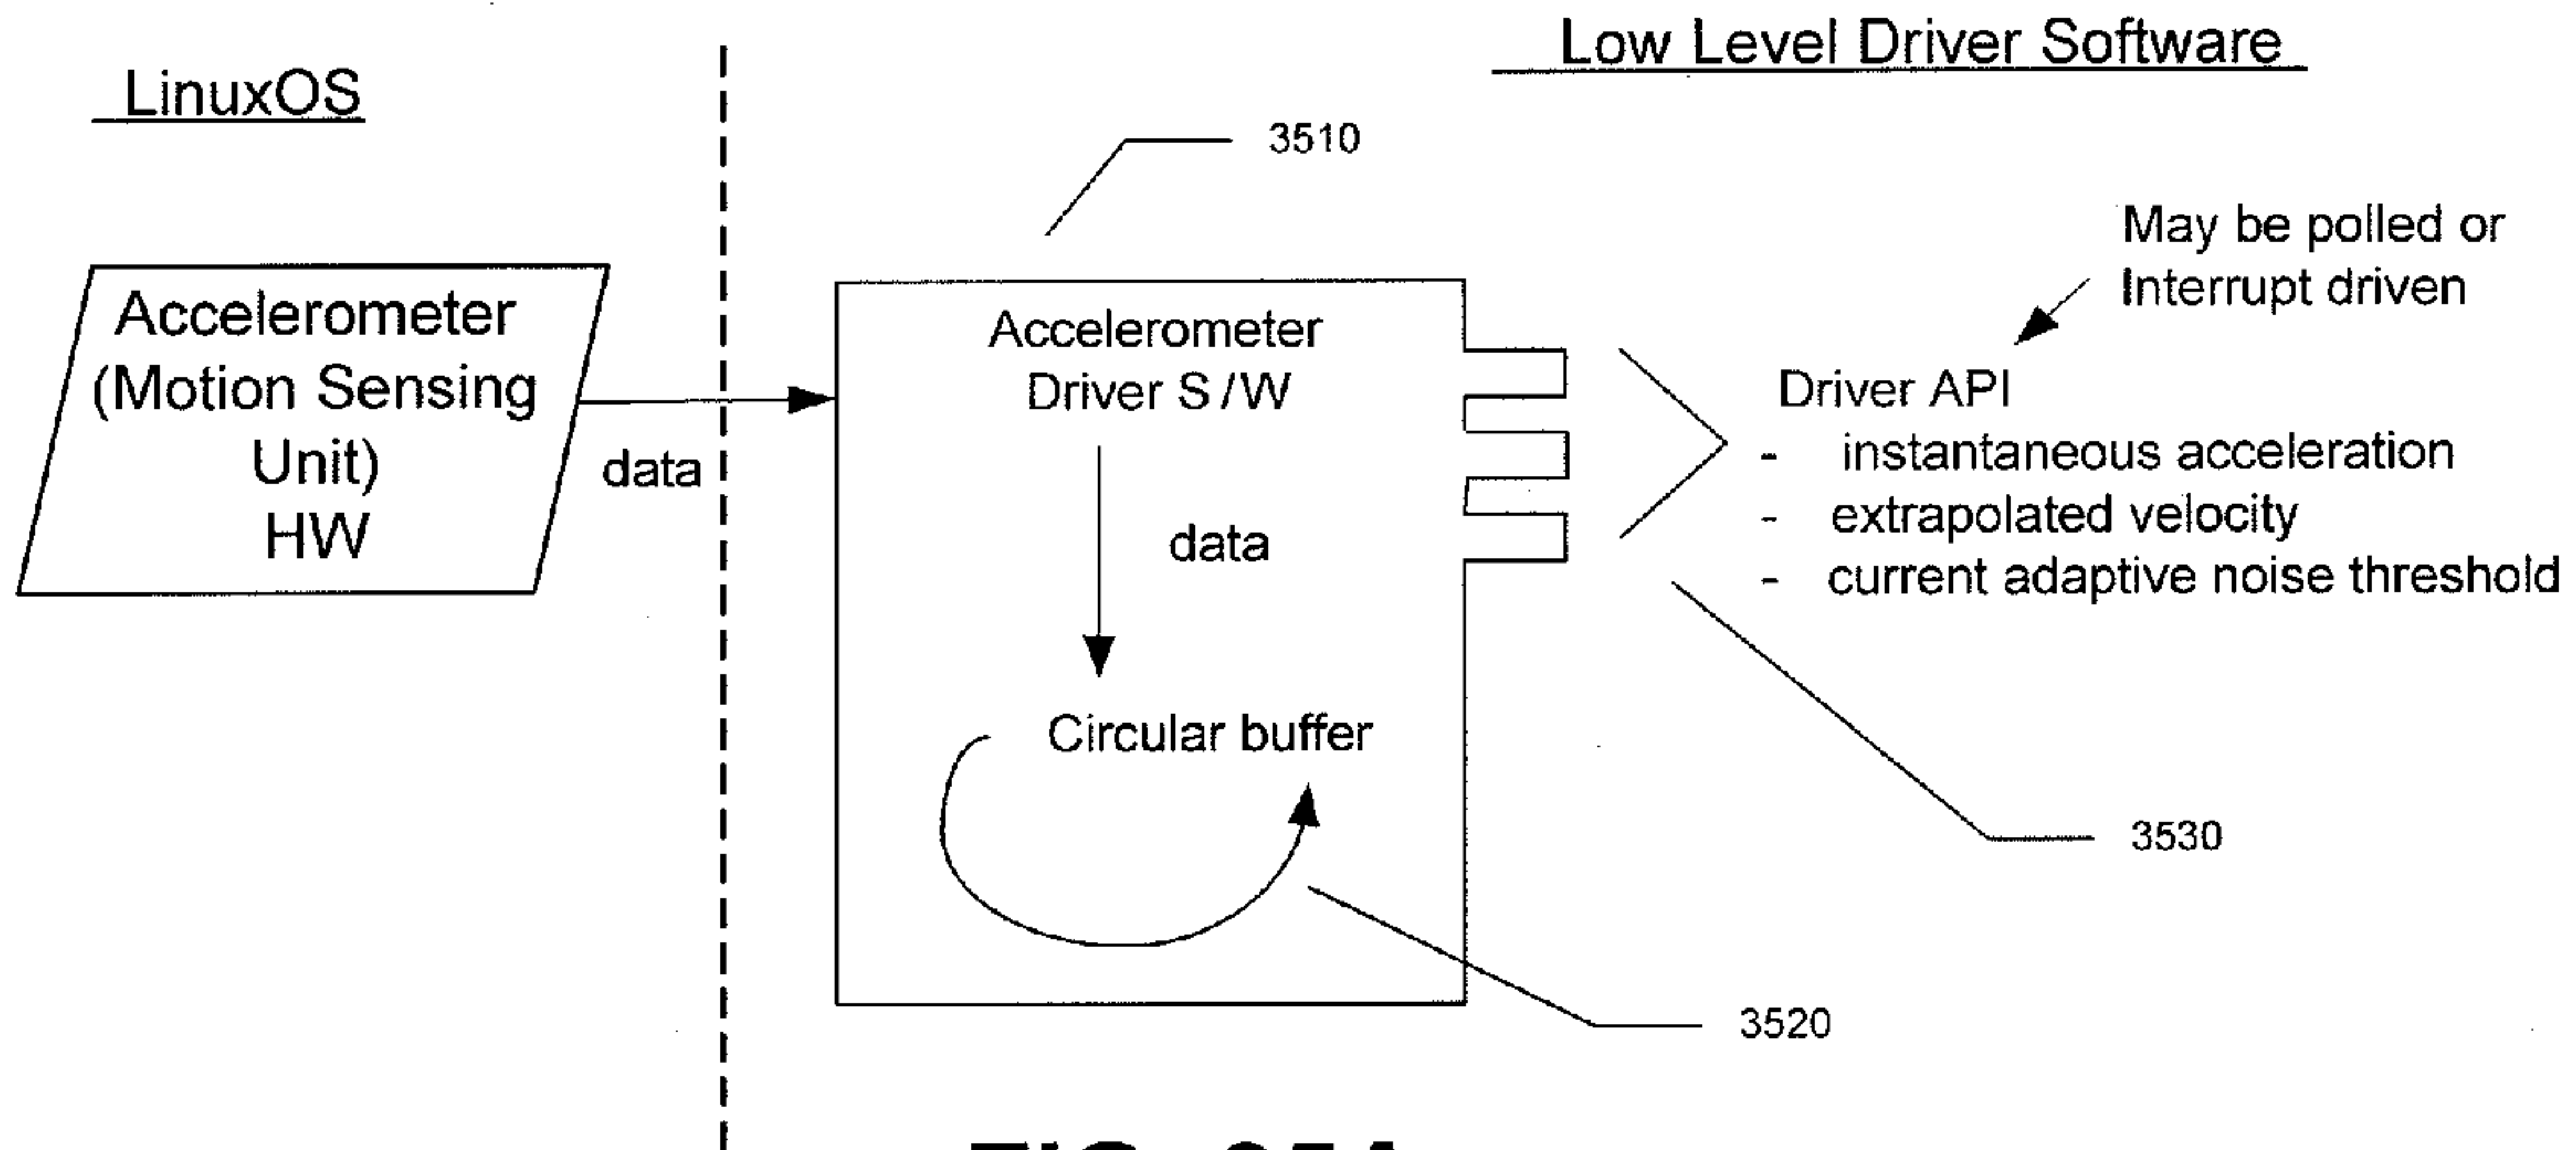 Low Level Driver Software
LinuxOS
3510
May be polled or
Interrupt driven
Accelerometer
(Motion Sensing
Unit)
HW
data
Accelerometer
Driver S/W
data
Circular buffer
Driver API
- instantaneous acceleration
- extrapolated velocity
- current adaptive noise threshold
3530
3520